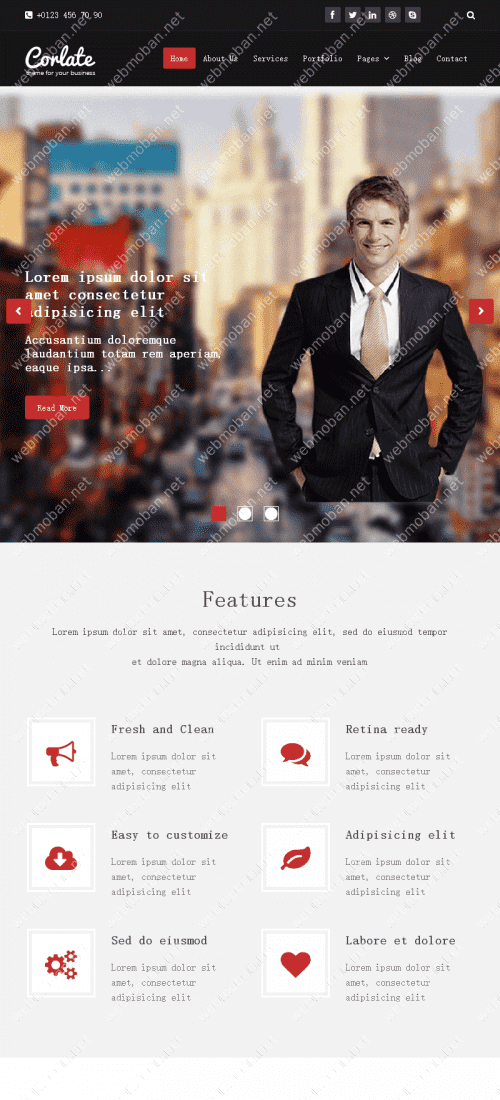 +0123 456 70 90
Corlate
theme for your business
Home About Us Services Portfolio Pages Blog Contact
Lorem ipsum dolor sit
amet consectetur
adipisicing elit
Accusantium doloremque
laudantium totam rem aperiam,
eaque ipsa...
Read More
Features
Lorem ipsum dolor sit amet, consectetur adipisicing elit, sed do eiusmod tempor
incididunt ut
et dolore magna aliqua. Ut enim ad minim veniam
Fresh and Clean
Lorem ipsum dolor sit
amet, consectetur
adipisicing elit
Retina ready
Lorem ipsum dolor sit
amet, consectetur
adipisicing elit
Easy to customize
Lorem ipsum dolor sit
amet, consectetur
adipisicing elit
Adipisicing elit
Lorem ipsum dolor sit
amet, consectetur
adipisicing elit
Sed do eiusmod
Lorem ipsum dolor sit
amet, consectetur
adipisicing elit
Labore et dolore
Lorem ipsum dolor sit
amet, consectetur
adipisicing elit
webmoban.net